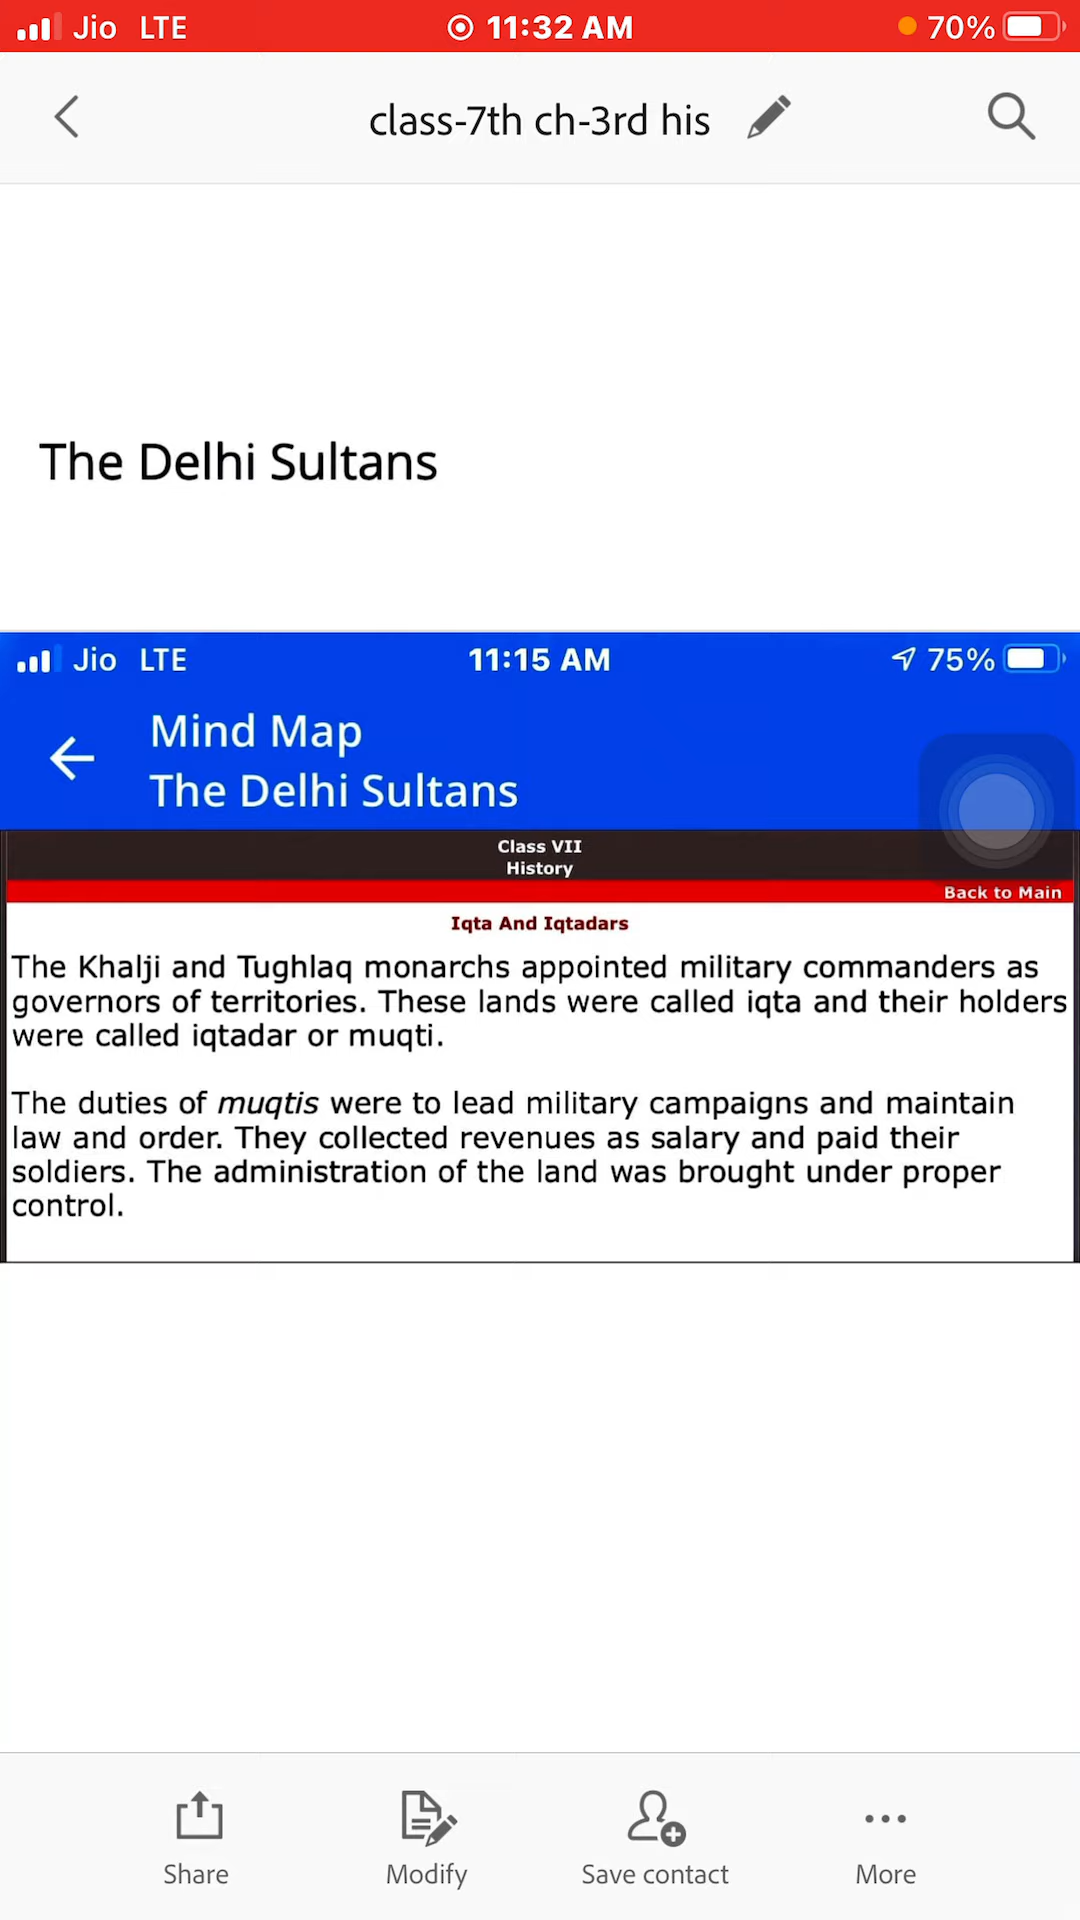 Jio LTE 11:32 AM 70%
class-7th ch-3rd his
The Delhi Sultans
Jio LTE 11:15 AM 75%
Mind Map
The Delhi Sultans
Class VII
History
Back to Main
Iqta And Iqtadars
The Khalji and Tughlaq monarchs appointed military commanders as
governors of territories. These lands were called iqta and their holders
were called iqtadar or muqti.
The duties of muqtis were to lead military campaigns and maintain
law and order. They collected revenues as salary and paid their
soldiers. The administration of the land was brought under proper
control.
Share Modify Save contact More